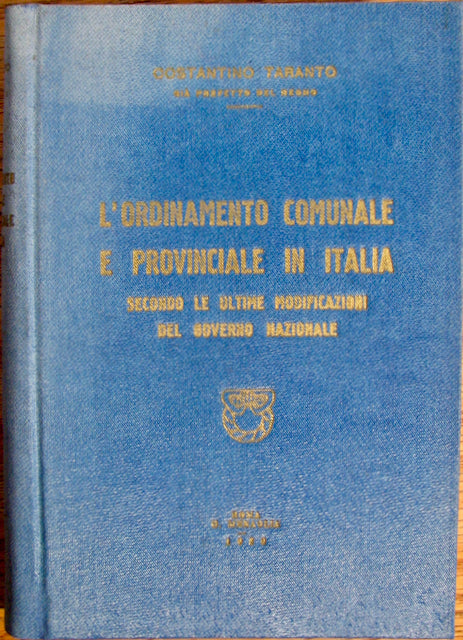 COSTANTINO TARANTO
GIÀ PREFETTO DEL REGNO
L'ORDINAMENTO COMUNALE
E PROVINCIALE IN ITALIA
SECONDO LE ULTIME MODIFICAZIONI
DEL GOVERNO NAZIONALE
ROMA